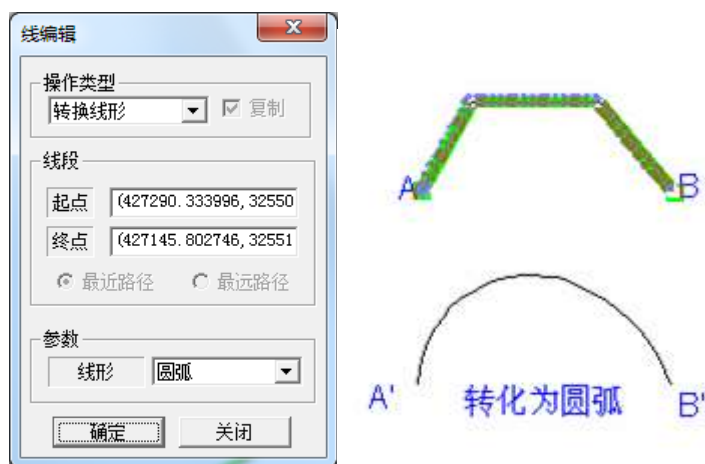 线编辑
操作类型
转换线形
复制
线段
起点 (427290.333996, 32550
终点 (427145.802746, 32551
最近路径 最远路径
参数
线形 圆弧
确定 关闭
A B
A' 转化为圆弧 B'